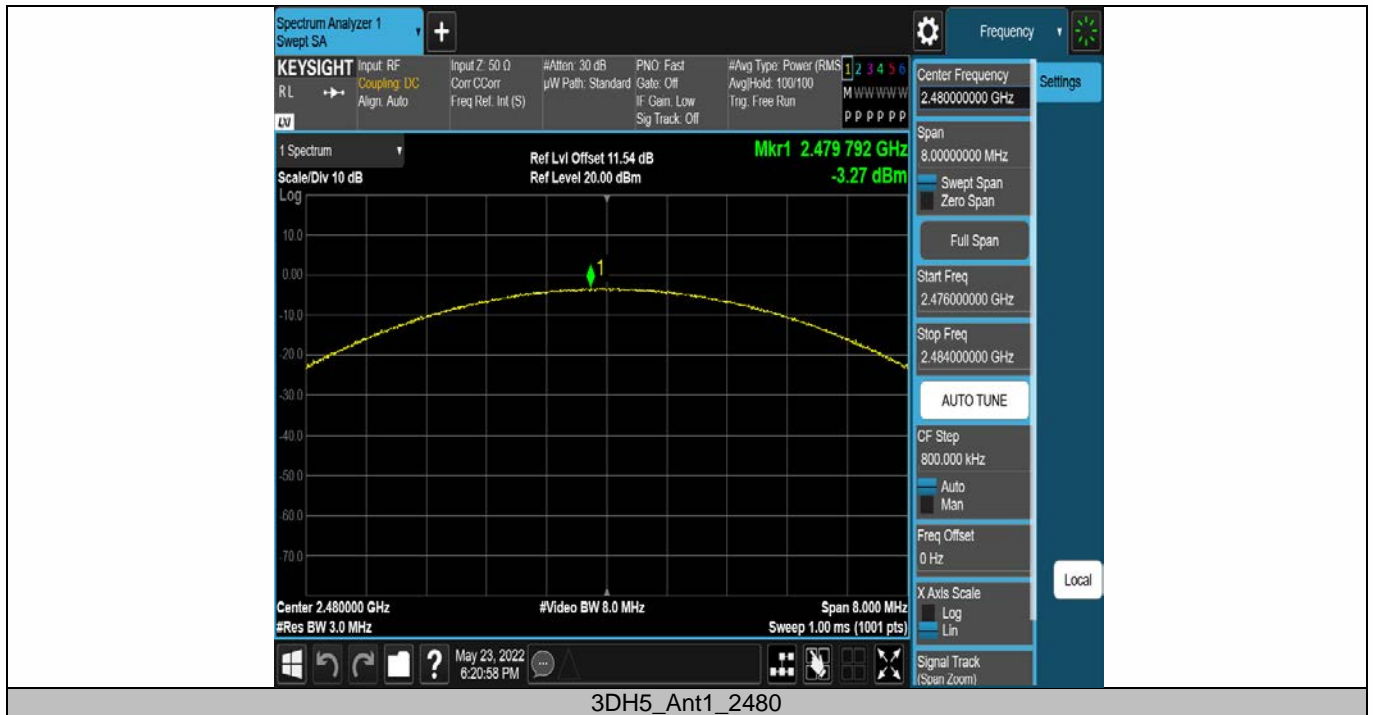 Spectrum Analyzer 1
Swept SA
+
Frequency
KEYSIGHT
RL
LXI
Input: RF
Coupling: DC
Align: Auto
Input Z: 50 Ω
Corr CCorr
Freq Ref: Int (S)
#Atten: 30 dB
µW Path: Standard
PNO: Fast
Gate: Off
IF Gain: Low
Sig Track: Off
#Avg Type: Power (RMS
Avg|Hold: 100/100
Trig: Free Run
1 2 3 4 5 6
M W W W W W
P P P P P P
1 Spectrum
Scale/Div 10 dB
Ref Lvl Offset 11.54 dB
Ref Level 20.00 dBm
Mkr1 2.479 792 GHz
-3.27 dBm
Log
10.0
0.00
-10.0
-20.0
-30.0
-40.0
-50.0
-60.0
-70.0
1
Center 2.480000 GHz
#Res BW 3.0 MHz
#Video BW 8.0 MHz
Span 8.000 MHz
Sweep 1.00 ms (1001 pts)
Center Frequency
2.480000000 GHz
Settings
Span
8.00000000 MHz
Swept Span
Zero Span
Full Span
Start Freq
2.476000000 GHz
Stop Freq
2.484000000 GHz
AUTO TUNE
CF Step
800.000 kHz
Auto
Man
Freq Offset
0 Hz
X Axis Scale
Log
Lin
Local
Signal Track
(Span Zoom)
?
May 23, 2022
6:20:58 PM
3DH5_Ant1_2480